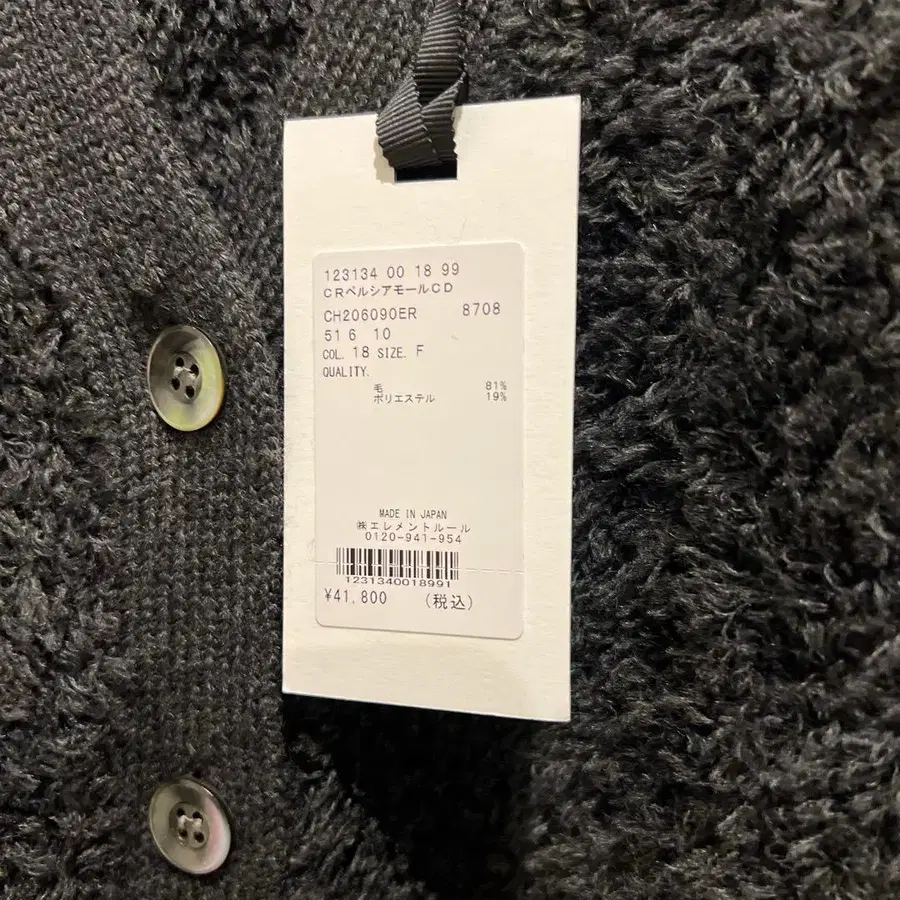 123134 00 18 99
CRペルシアモールCD
CH206090ER 8708
51 6 10
COL. 18 SIZE. F
QUALITY.
毛 81%
ポリエステル 19%
MADE IN JAPAN
㈱エレメントルール
0120-941-954
1231340018991
¥41,800 (税込)